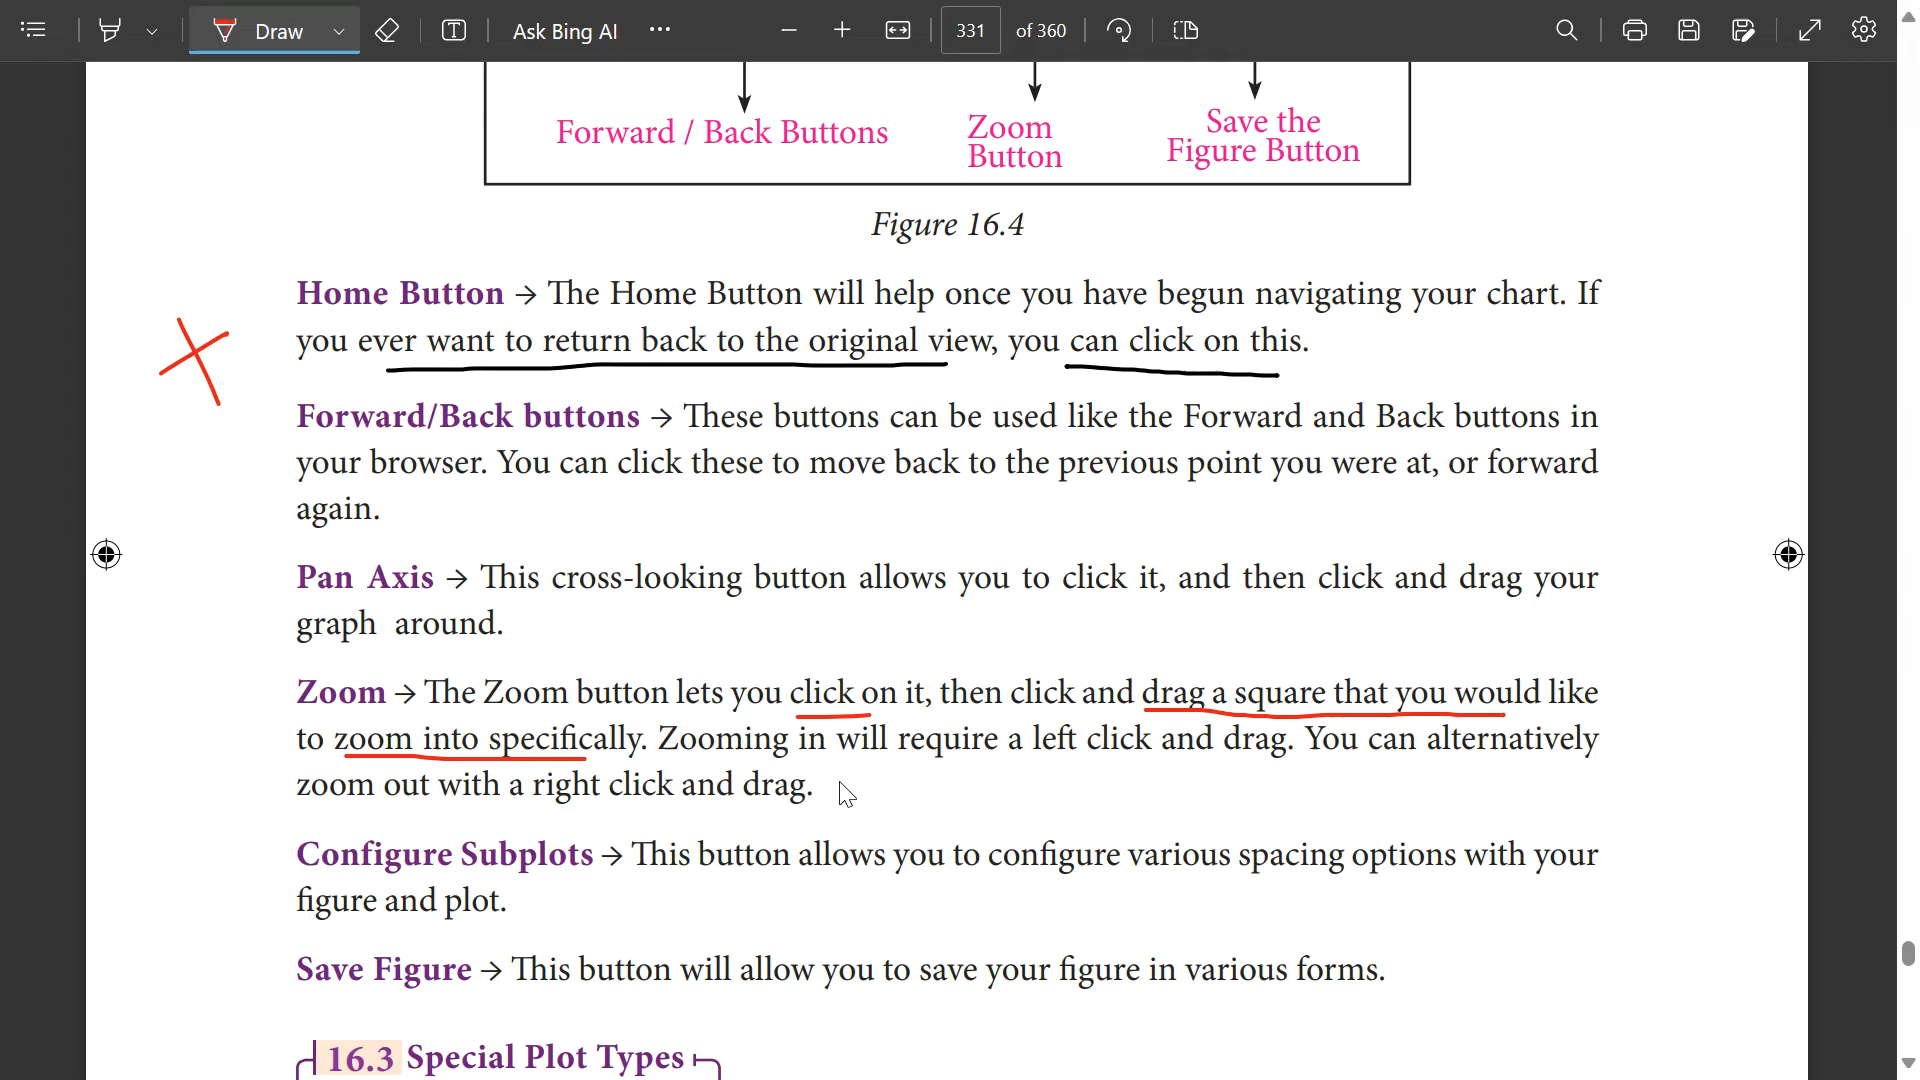 Draw
Ask Bing AI
331 of 360
Forward / Back Buttons
Zoom
Button
Save the
Figure Button
Figure 16.4
Home Button → The Home Button will help once you have begun navigating your chart. If
you ever want to return back to the original view, you can click on this.
Forward/Back buttons → These buttons can be used like the Forward and Back buttons in
your browser. You can click these to move back to the previous point you were at, or forward
again.
Pan Axis → This cross-looking button allows you to click it, and then click and drag your
graph around.
Zoom → The Zoom button lets you click on it, then click and drag a square that you would like
to zoom into specifically. Zooming in will require a left click and drag. You can alternatively
zoom out with a right click and drag.
Configure Subplots → This button allows you to configure various spacing options with your
figure and plot.
Save Figure → This button will allow you to save your figure in various forms.
16.3 Special Plot Types